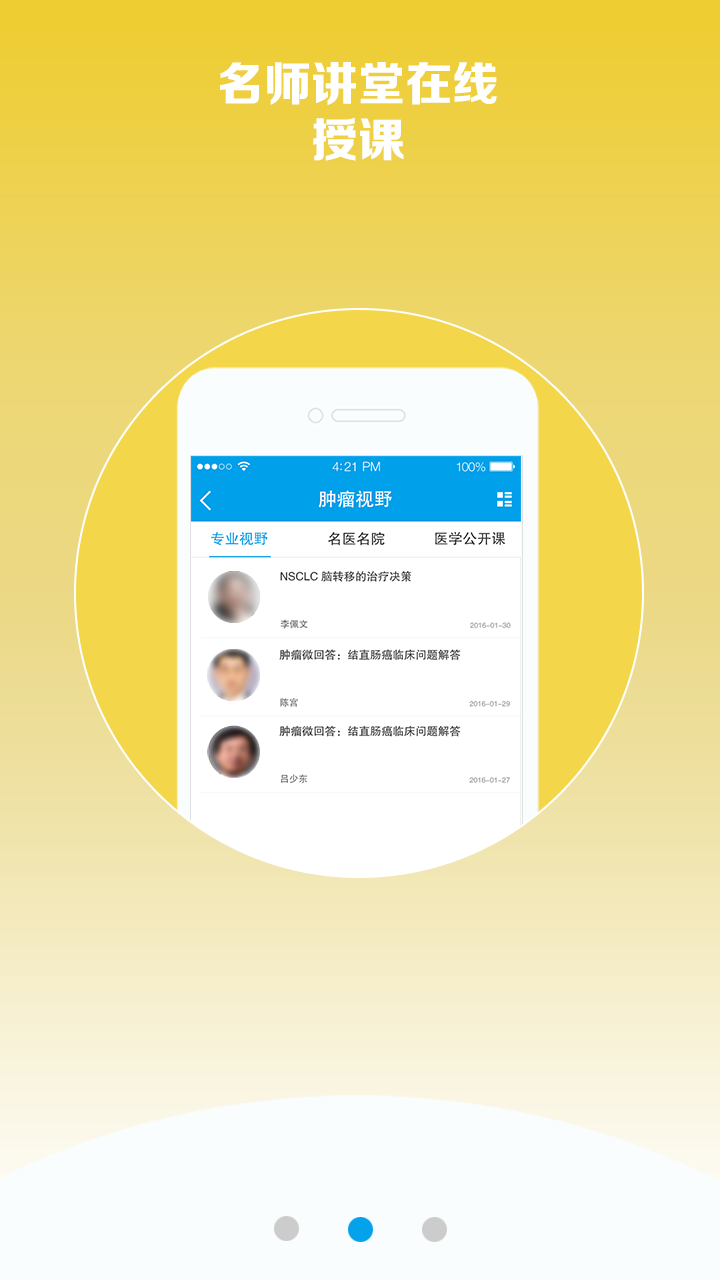 名师讲堂在线
授课
4:21 PM 100%
肿瘤视野
专业视野 名医名院 医学公开课
NSCLC 脑转移的治疗决策
李佩文 2016-01-30
肿瘤微回答：结直肠癌临床问题解答
陈宫 2016-01-29
肿瘤微回答：结直肠癌临床问题解答
吕少东 2016-01-27